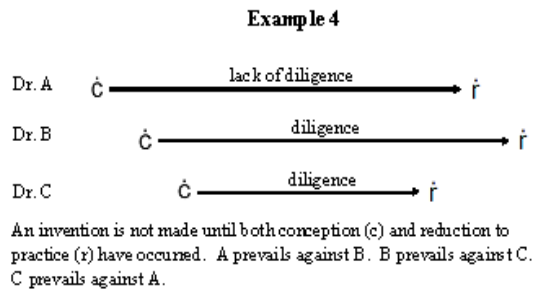 Example 4
Dr. A ċ lack of diligence ṙ
Dr. B ċ diligence ṙ
Dr. C ċ diligence ṙ
An invention is not made until both conception (c) and reduction to
practice (r) have occurred. A prevails against B. B prevails against C.
C prevails against A.